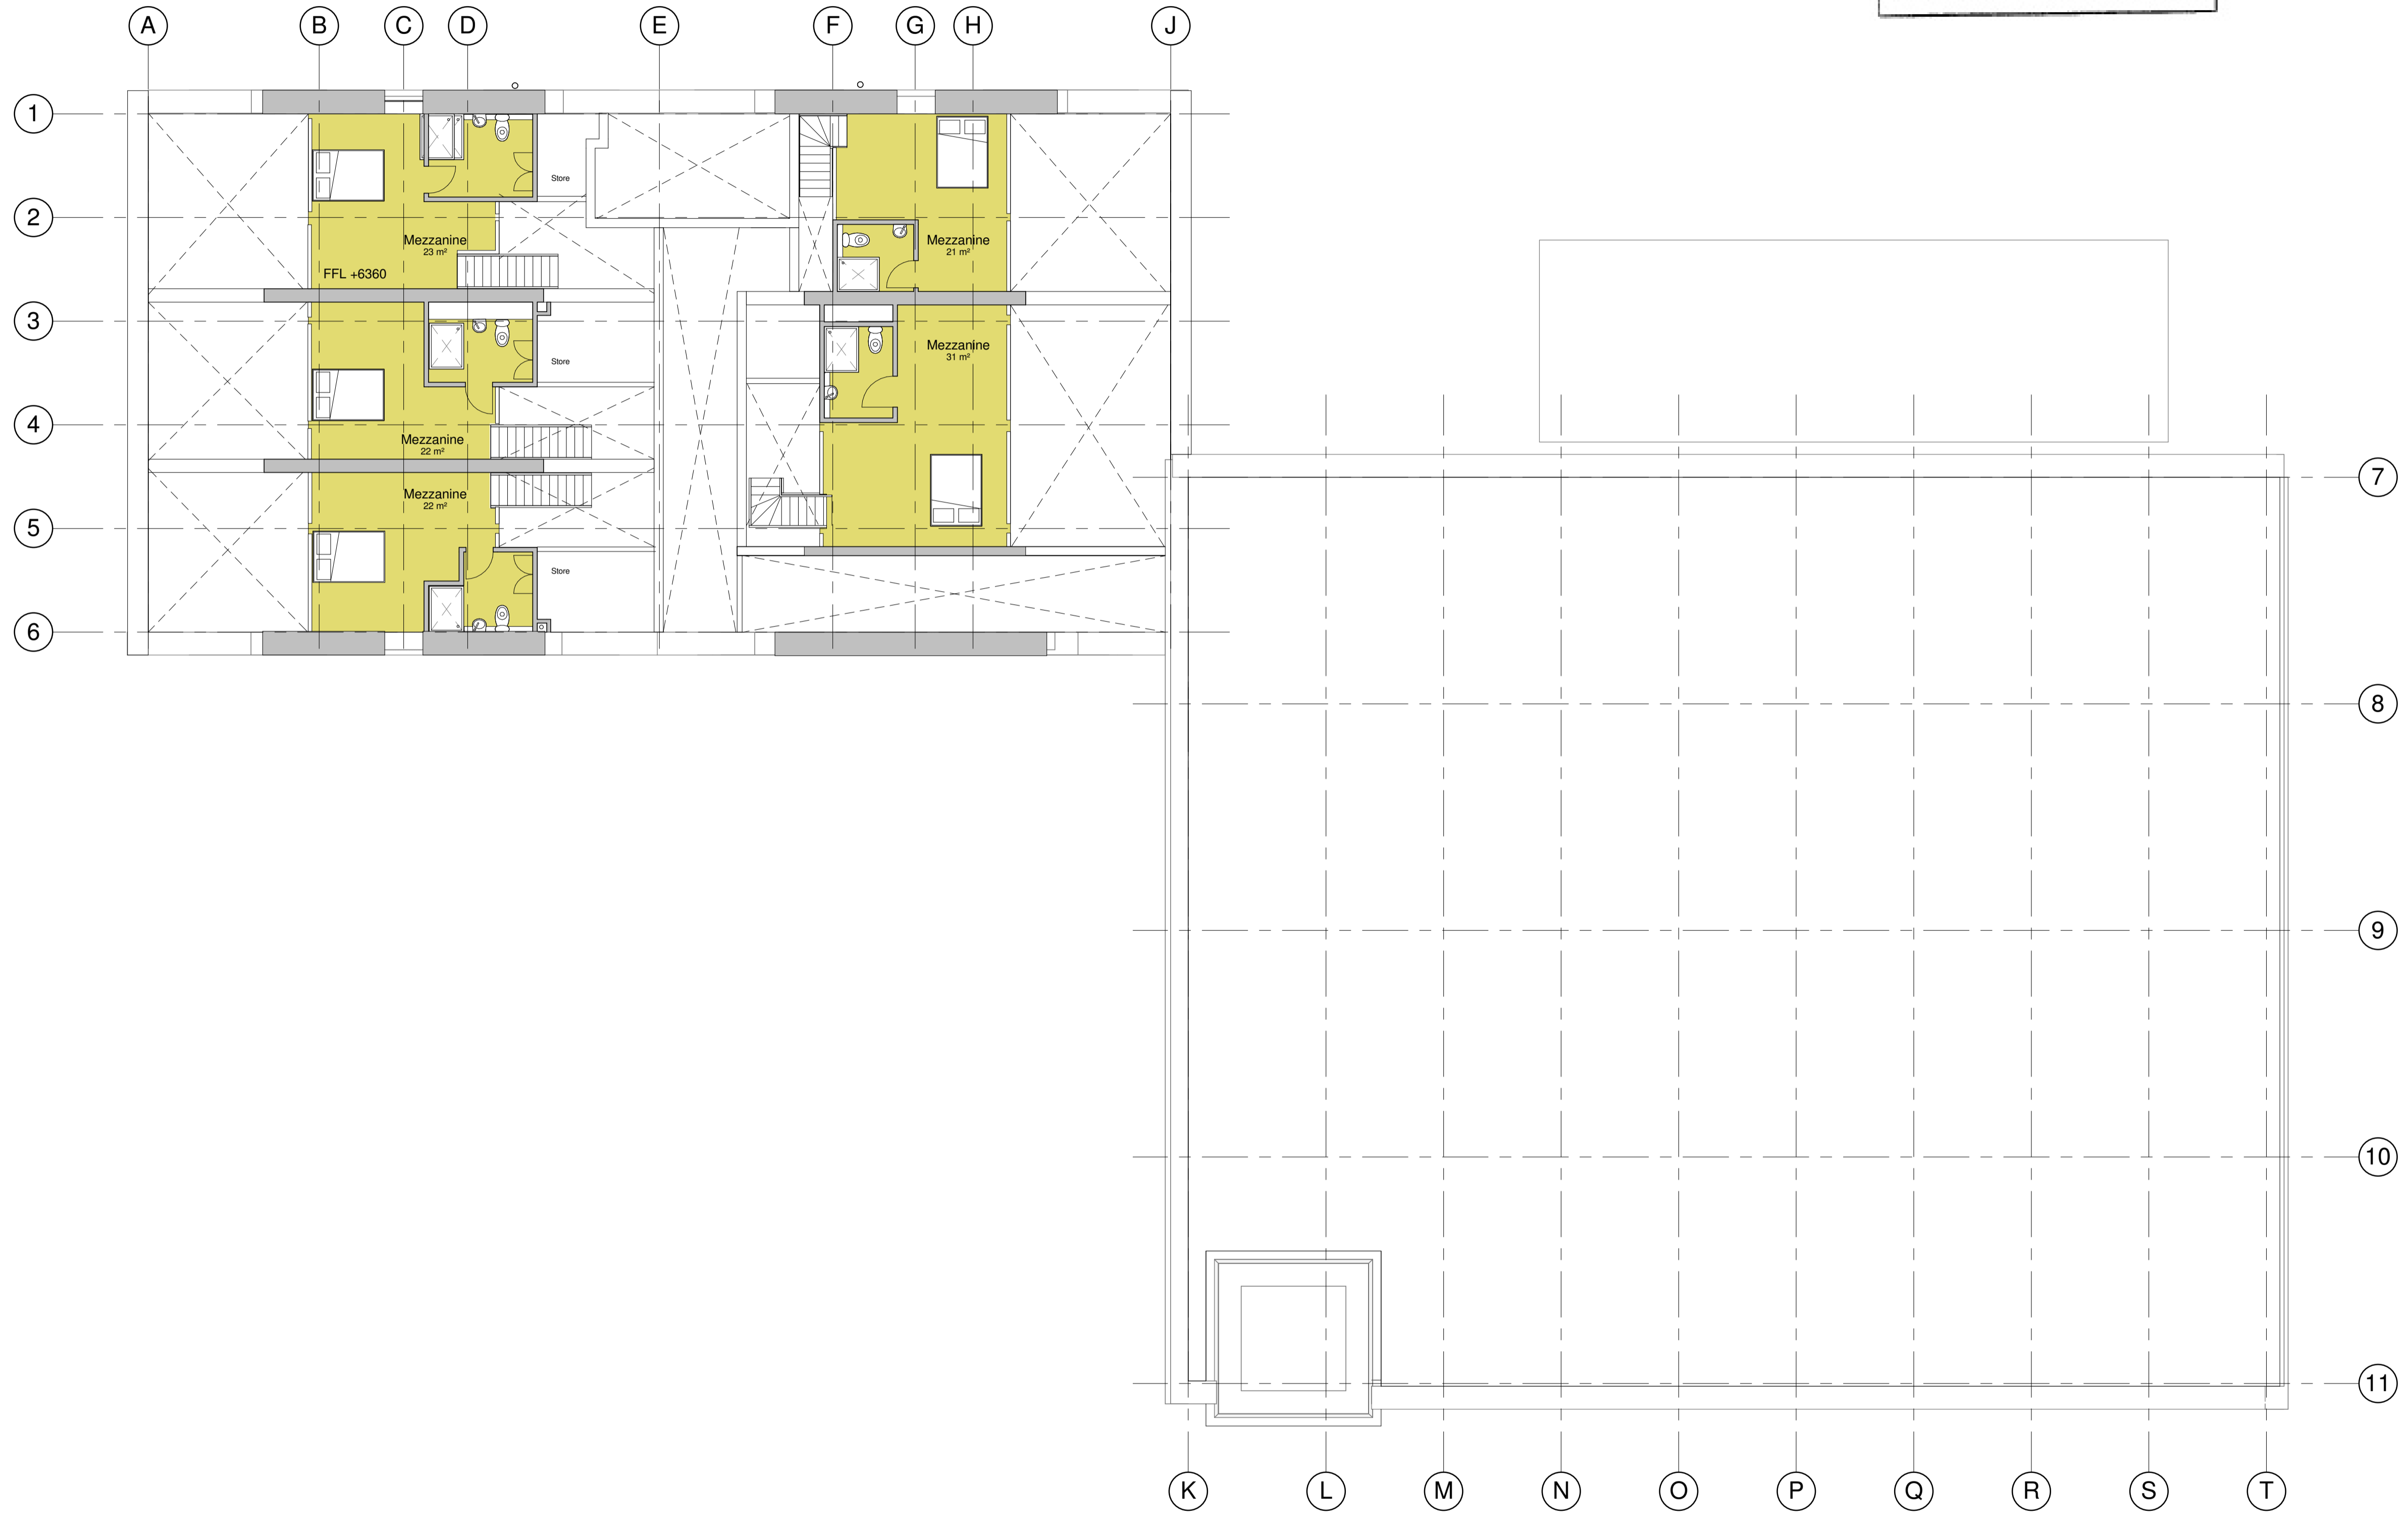 A
B
C
D
E
F
G
H
J
1
2
3
4
5
6
Store
Mezzanine
23 m²
FFL +6360
Store
Mezzanine
22 m²
Mezzanine
22 m²
Store
Mezzanine
21 m²
Mezzanine
31 m²
7
8
9
10
11
K
L
M
N
O
P
Q
R
S
T